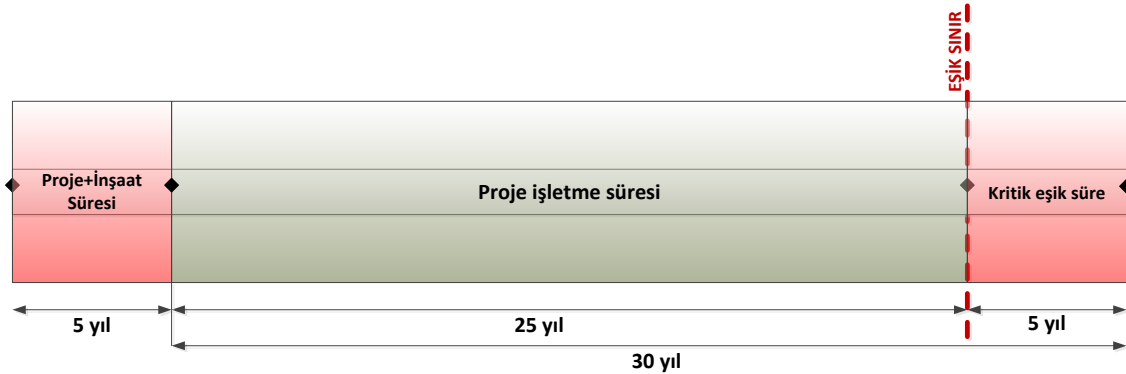 EŞİK SINIR
Proje+İnşaat
Süresi
Proje işletme süresi
Kritik eşik süre
5 yıl
25 yıl
5 yıl
30 yıl